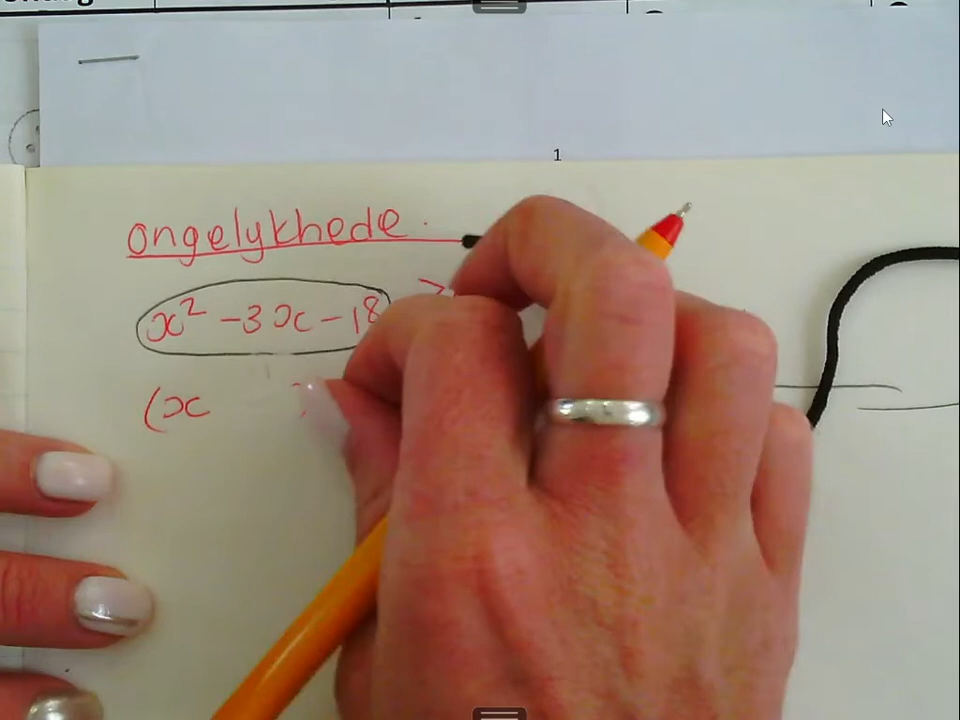 1
ongelykhede.
x² -3x -18 >
(x